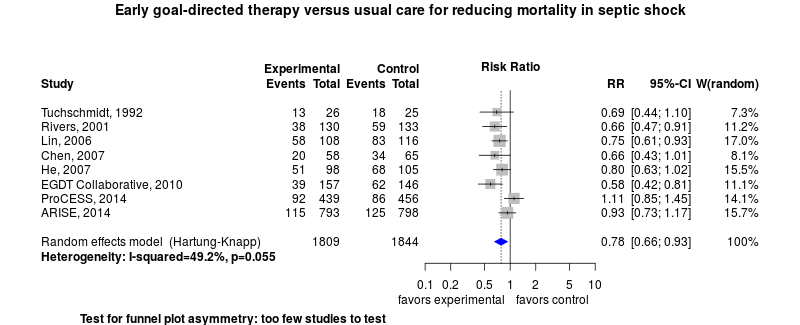 Early goal-directed therapy versus usual care for reducing mortality in septic shock
Experimental Control Risk Ratio
Study Events Total Events Total RR 95%-CI W(random)
Tuchschmidt, 1992 13 26 18 25 0.69 [0.44; 1.10] 7.3%
Rivers, 2001 38 130 59 133 0.66 [0.47; 0.91] 11.2%
Lin, 2006 58 108 83 116 0.75 [0.61; 0.93] 17.0%
Chen, 2007 20 58 34 65 0.66 [0.43; 1.01] 8.1%
He, 2007 51 98 68 105 0.80 [0.63; 1.02] 15.5%
EGDT Collaborative, 2010 39 157 62 146 0.58 [0.42; 0.81] 11.1%
ProCESS, 2014 92 439 86 456 1.11 [0.85; 1.45] 14.1%
ARISE, 2014 115 793 125 798 0.93 [0.73; 1.17] 15.7%
Random effects model (Hartung-Knapp) 1809 1844 0.78 [0.66; 0.93] 100%
Heterogeneity: I-squared=49.2%, p=0.055
0.1 0.2 0.5 1 2 5 10
favors experimental favors control
Test for funnel plot asymmetry: too few studies to test